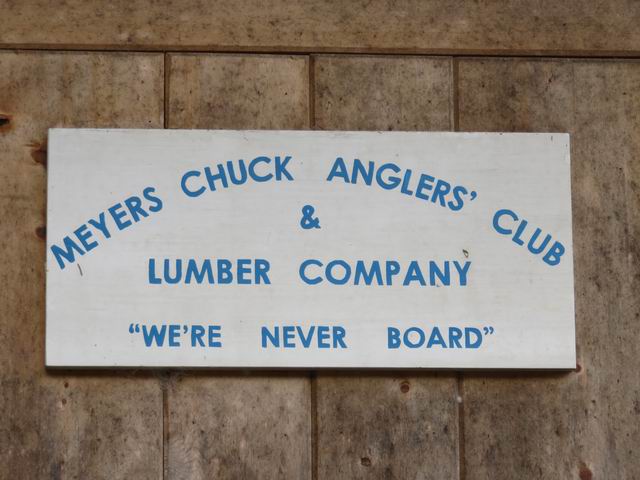 MEYERS CHUCK ANGLERS' CLUB
&
LUMBER COMPANY
"WE'RE NEVER BOARD"